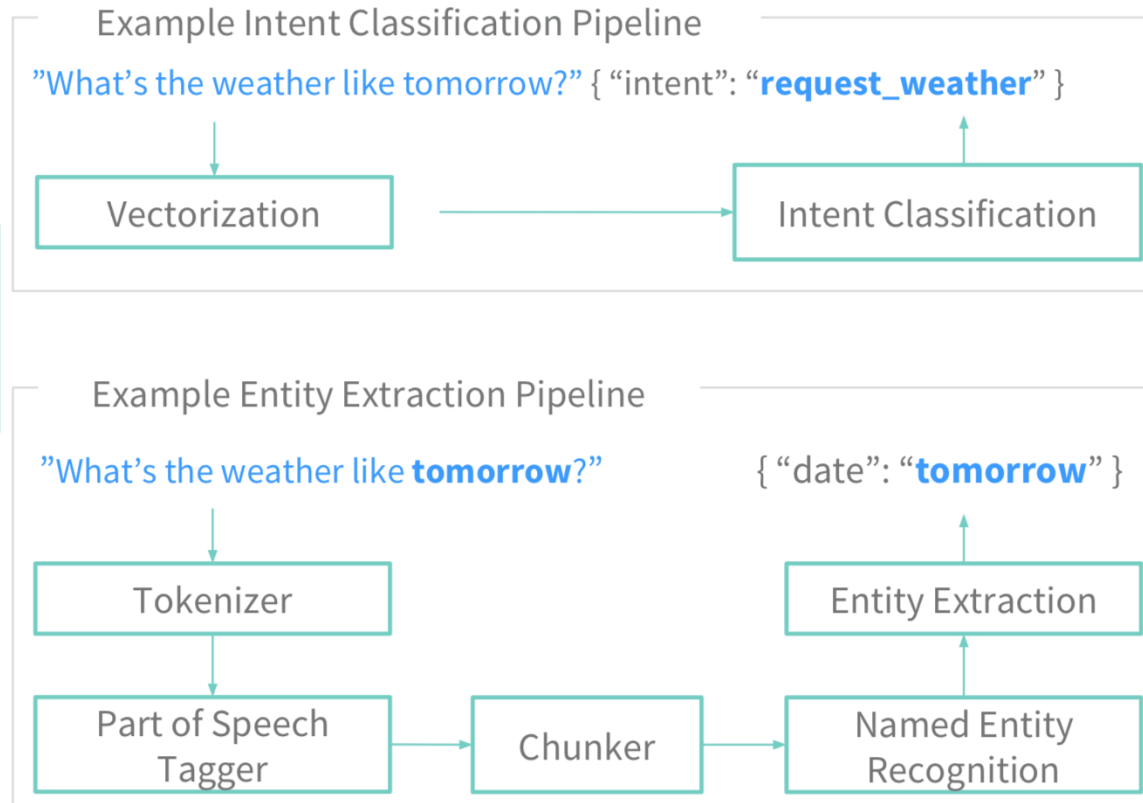 Example Intent Classification Pipeline
”What’s the weather like tomorrow?” { “intent”: “request_weather” }
Vectorization
Intent Classification
Example Entity Extraction Pipeline
”What’s the weather like tomorrow?”
{ “date”: “tomorrow” }
Tokenizer
Entity Extraction
Part of Speech
Tagger
Chunker
Named Entity
Recognition